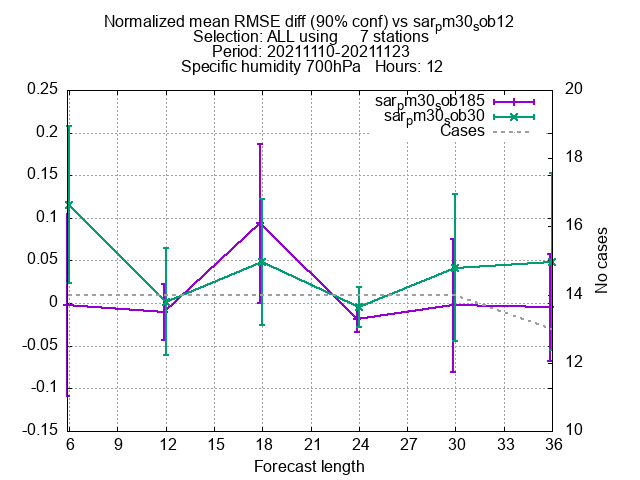 Normalized mean RMSE diff (90% conf) vs sarpm30sob12
Selection: ALL using 7 stations
Period: 20211110-20211123
Specific humidity 700hPa Hours: 12
0.25
0.2
0.15
0.1
0.05
0
-0.05
-0.1
-0.15
20
18
16
14
12
10
No cases
sarpm30sob185
sarpm30sob30
Cases
6 9 12 15 18 21 24 27 30 33 36
Forecast length